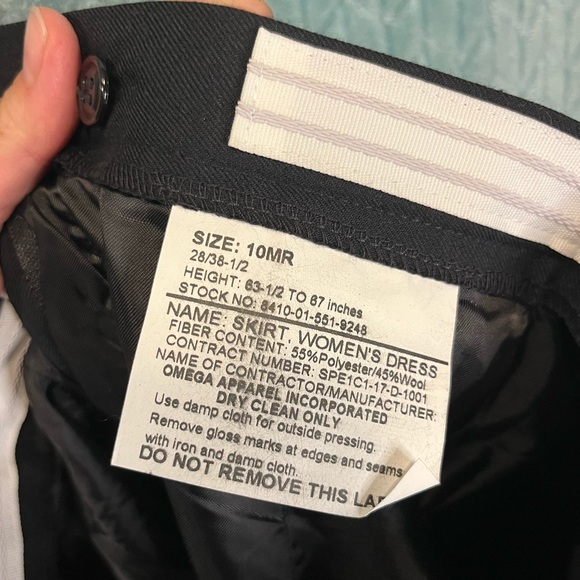 SIZE: 10MR
28/38-1/2
HEIGHT: 63-1/2 TO 67 inches
STOCK NO: 8410-01-551-9248
NAME: SKIRT, WOMEN'S DRESS
FIBER CONTENT: 55%Polyester/45%Wool
CONTRACT NUMBER: SPE1C1-17-D-1001
NAME OF CONTRACTOR/MANUFACTURER:
OMEGA APPAREL INCORPORATED
DRY CLEAN ONLY
Use damp cloth for outside pressing.
Remove gloss marks at edges and seams
with iron and damp cloth.
DO NOT REMOVE THIS LA